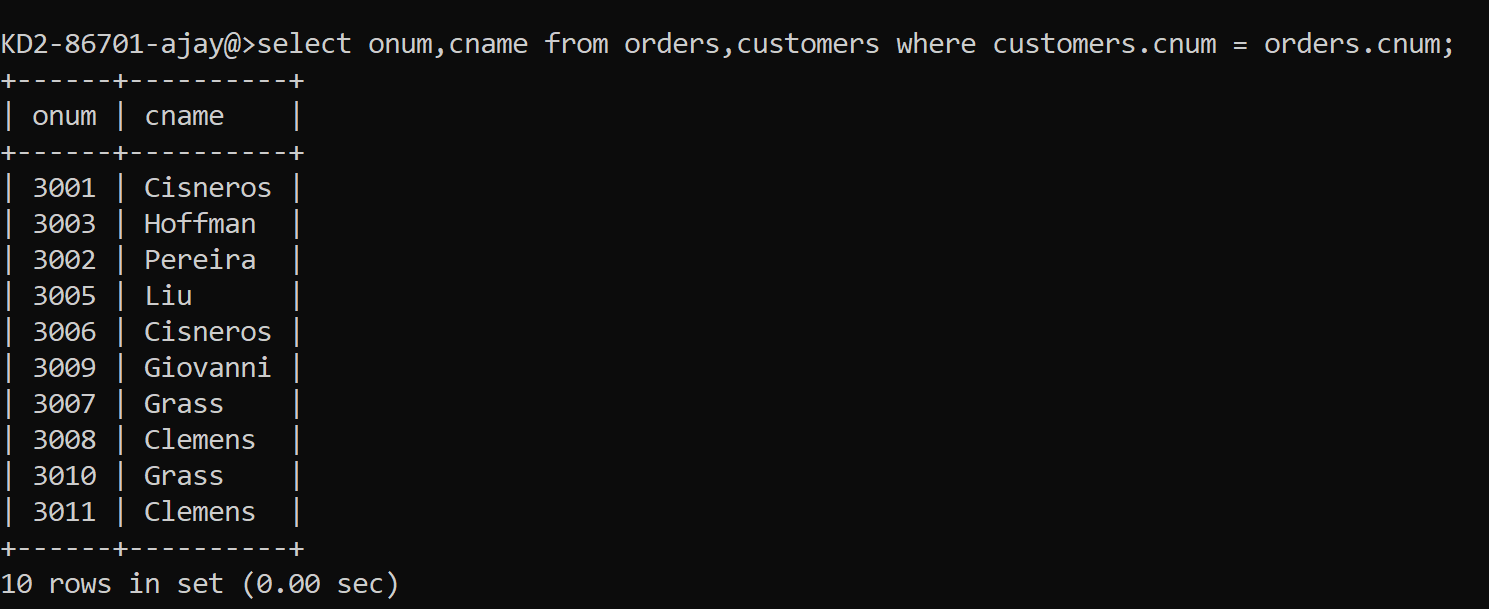 KD2-86701-ajay@>select onum,cname from orders,customers where customers.cnum = orders.cnum;
+------+----------+
| onum | cname    |
+------+----------+
| 3001 | Cisneros |
| 3003 | Hoffman  |
| 3002 | Pereira  |
| 3005 | Liu      |
| 3006 | Cisneros |
| 3009 | Giovanni |
| 3007 | Grass    |
| 3008 | Clemens  |
| 3010 | Grass    |
| 3011 | Clemens  |
+------+----------+
10 rows in set (0.00 sec)